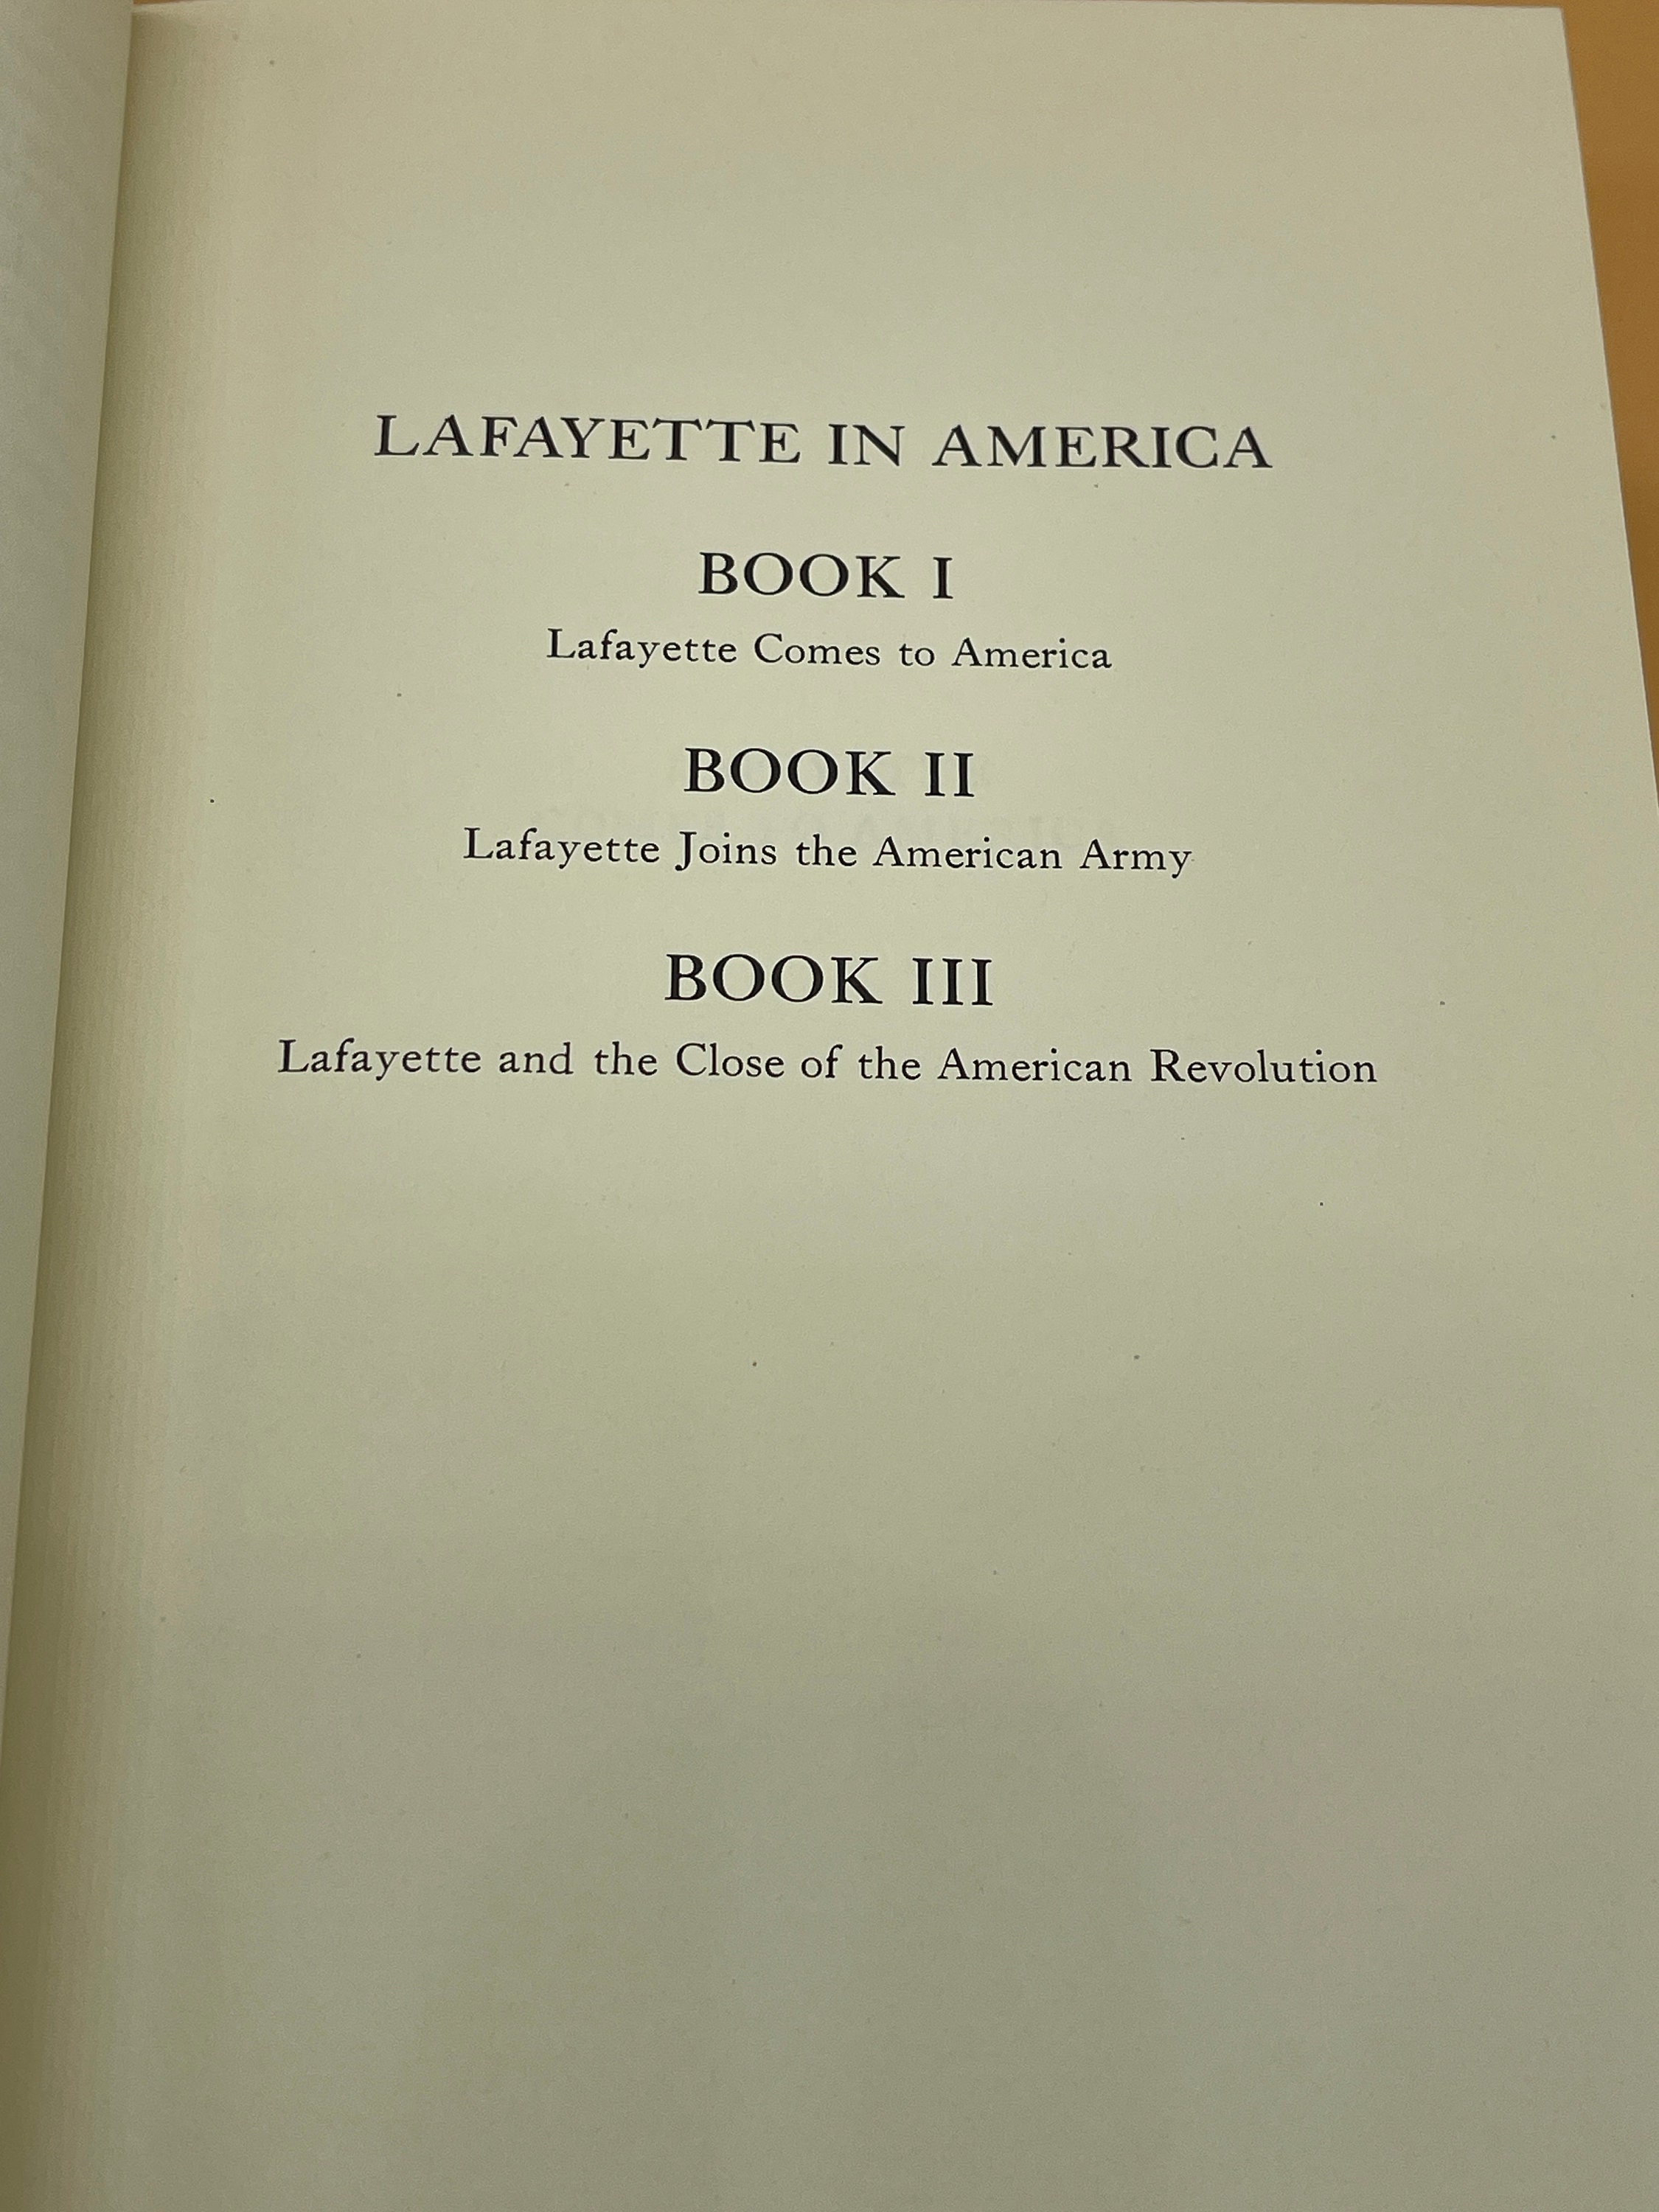 LAFAYETTE IN AMERICA
BOOK I
Lafayette Comes to America
BOOK II
Lafayette Joins the American Army
BOOK III
Lafayette and the Close of the American Revolution